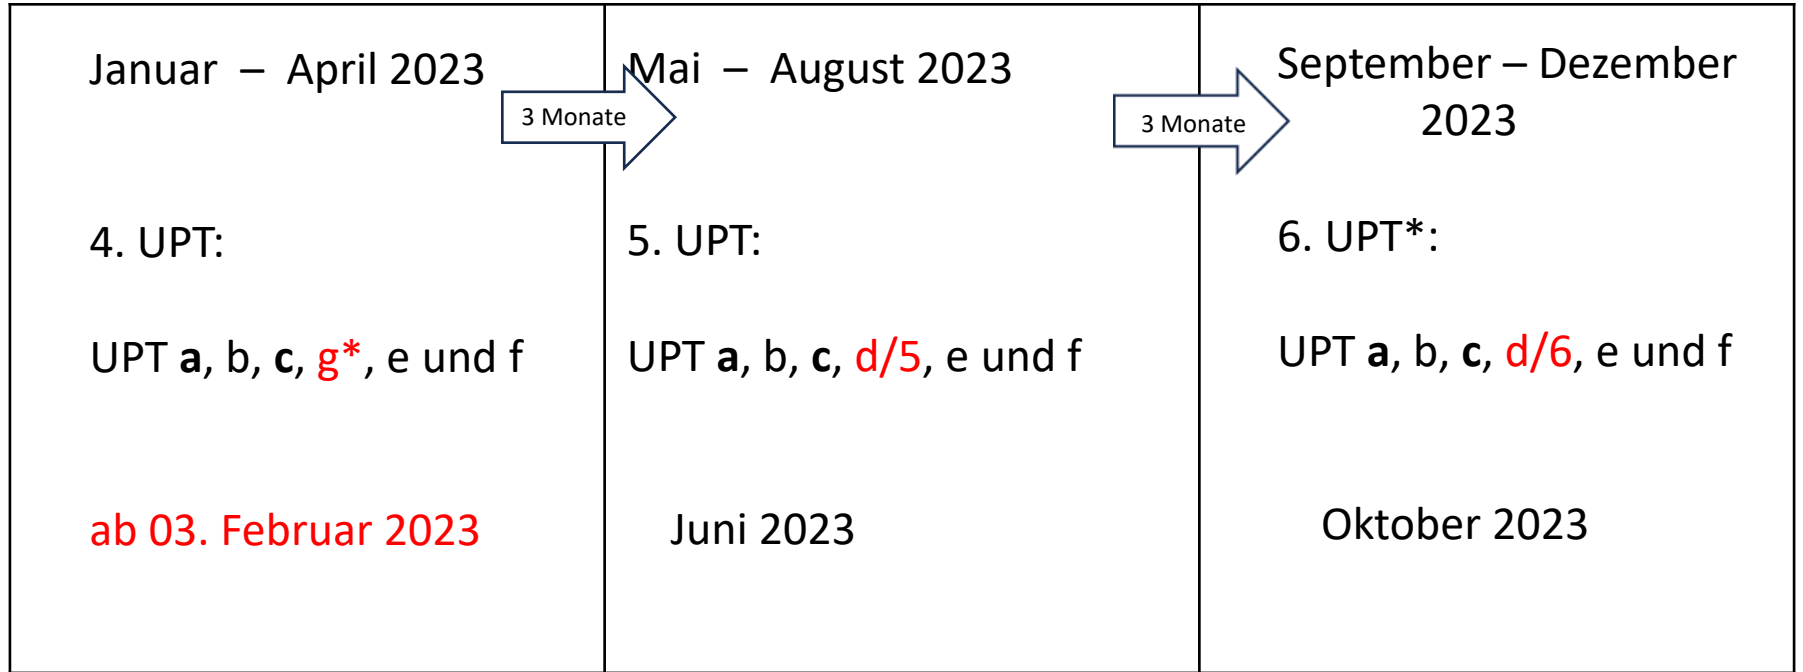 Januar – April 2023
3 Monate
4. UPT:
UPT a, b, c, g*, e und f
ab 03. Februar 2023
Mai – August 2023
3 Monate
5. UPT:
UPT a, b, c, d/5, e und f
Juni 2023
September – Dezember
2023
6. UPT*:
UPT a, b, c, d/6, e und f
Oktober 2023